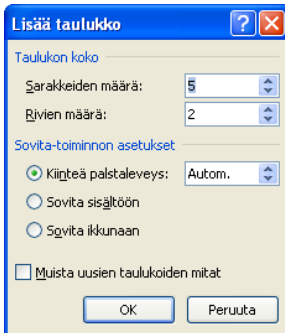 Lisää taulukko
Taulukon koko
Sarakkeiden määrä: 5
Rivien määrä: 2
Sovita-toiminnon asetukset
Kiinteä palstaleveys: Autom.
Sovita sisältöön
Sovita ikkunaan
Muista uusien taulukoiden mitat
OK Peruuta